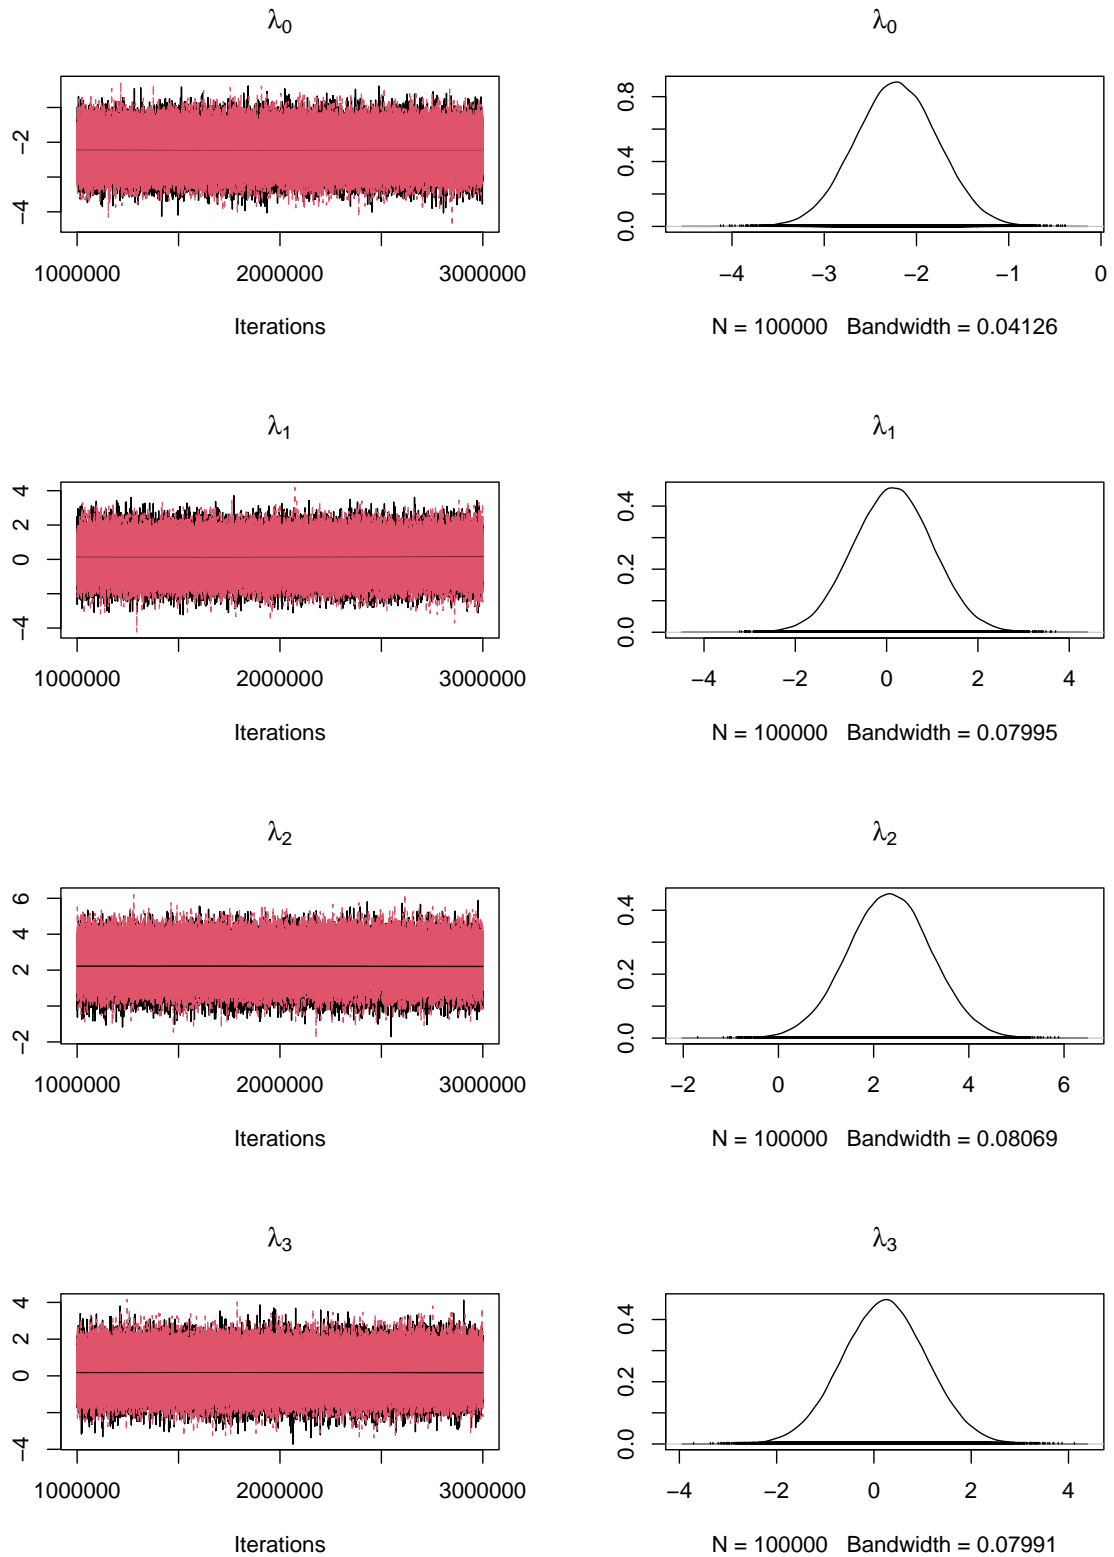 λ0
λ0
−2
−4
1000000 2000000 3000000
Iterations
0.8
0.4
0.0
−4 −3 −2 −1 0
N = 100000 Bandwidth = 0.04126
λ1
λ1
4
2
0
−4
1000000 2000000 3000000
Iterations
0.4
0.2
0.0
−4 −2 0 2 4
N = 100000 Bandwidth = 0.07995
λ2
λ2
6
4
2
−2
1000000 2000000 3000000
Iterations
0.4
0.2
0.0
−2 0 2 4 6
N = 100000 Bandwidth = 0.08069
λ3
λ3
4
2
0
−4
1000000 2000000 3000000
Iterations
0.4
0.2
0.0
−4 −2 0 2 4
N = 100000 Bandwidth = 0.07991